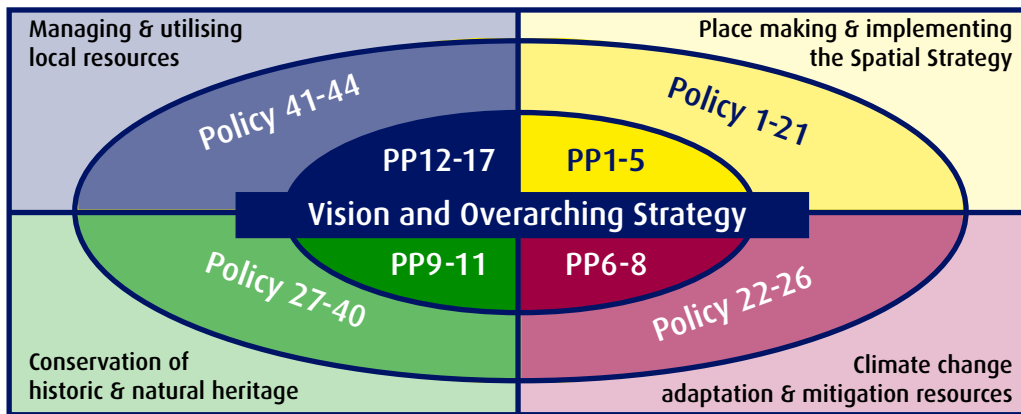 Managing & utilising
local resources
Place making & implementing
the Spatial Strategy
Policy 41-44
Policy 1-21
PP12-17
PP1-5
Vision and Overarching Strategy
PP9-11
PP6-8
Policy 27-40
Policy 22-26
Conservation of
historic & natural heritage
Climate change
adaptation & mitigation resources